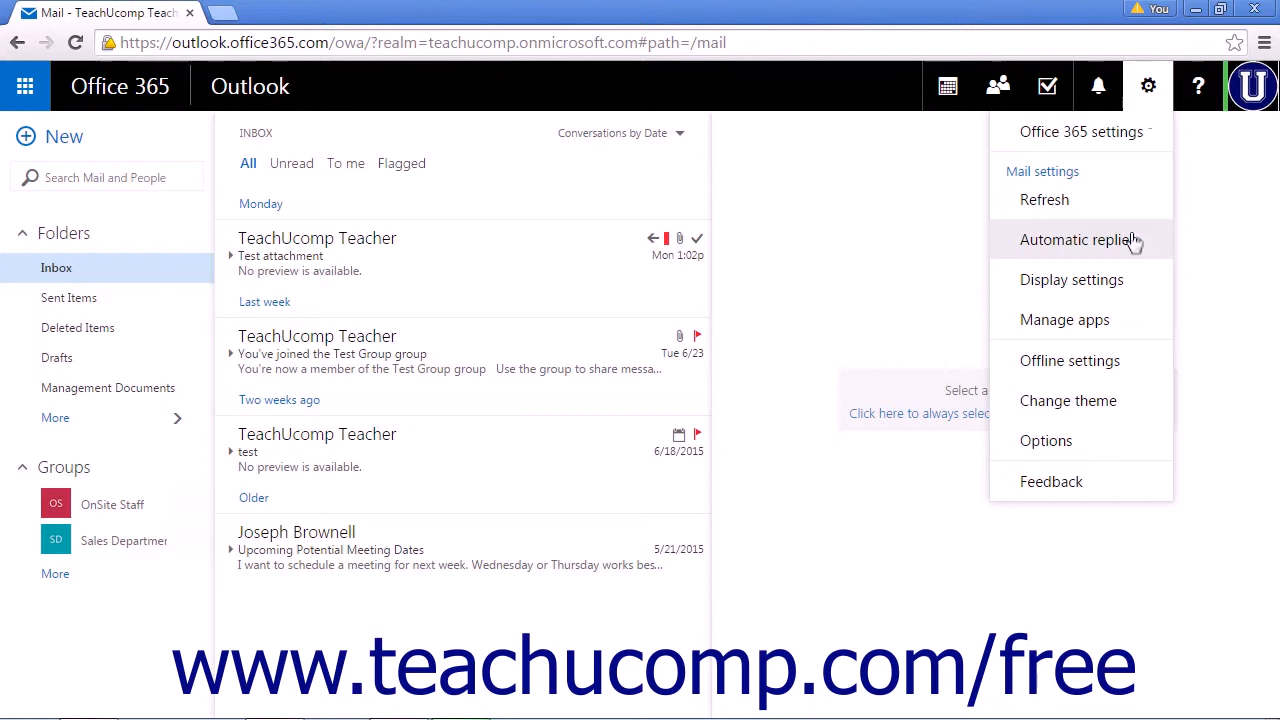 Mail - TeachUcomp Teach
You
https://outlook.office365.com/owa/?realm=teachucomp.onmicrosoft.com#path=/mail
Office 365
Outlook
?
U
New
Search Mail and People
Folders
Inbox
Sent Items
Deleted Items
Drafts
Management Documents
More
Groups
OS OnSite Staff
SD Sales Departmer
More
INBOX
Conversations by Date
All Unread To me Flagged
Monday
TeachUcomp Teacher
Test attachment
Mon 1:02p
No preview is available.
Last week
TeachUcomp Teacher
You've joined the Test Group group
Tue 6/23
You're now a member of the Test Group group Use the group to share messa...
Two weeks ago
TeachUcomp Teacher
test
6/18/2015
No preview is available.
Older
Joseph Brownell
Upcoming Potential Meeting Dates
5/21/2015
I want to schedule a meeting for next week. Wednesday or Thursday works bes...
Select a
Click here to always selec
Office 365 settings
Mail settings
Refresh
Automatic replie
Display settings
Manage apps
Offline settings
Change theme
Options
Feedback
www.teachucomp.com/free